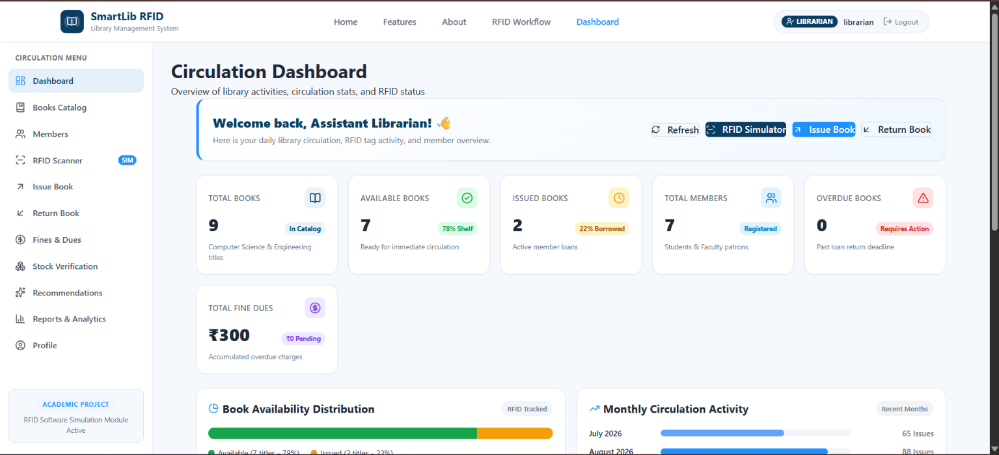 SmartLib RFID
Library Management System
Home
Features
About
RFID Workflow
Dashboard
LIBRARIAN
librarian
Logout
CIRCULATION MENU
Dashboard
Books Catalog
Members
RFID Scanner
SIM
Issue Book
Return Book
Fines & Dues
Stock Verification
Recommendations
Reports & Analytics
Profile
ACADEMIC PROJECT
RFID Software Simulation Module
Active
Circulation Dashboard
Overview of library activities, circulation stats, and RFID status
Welcome back, Assistant Librarian! 👋
Here is your daily library circulation, RFID tag activity, and member overview.
Refresh
RFID Simulator
Issue Book
Return Book
TOTAL BOOKS
9
In Catalog
Computer Science & Engineering
titles
AVAILABLE BOOKS
7
78% Shelf
Ready for immediate circulation
ISSUED BOOKS
2
22% Borrowed
Active member loans
TOTAL MEMBERS
7
Registered
Students & Faculty patrons
OVERDUE BOOKS
0
Requires Action
Past loan return deadline
TOTAL FINE DUES
₹300
₹0 Pending
Accumulated overdue charges
Book Availability Distribution
RFID Tracked
Available (7 titles - 78%)
Issued (2 titles - 22%)
Monthly Circulation Activity
Recent Months
July 2026
65 Issues
August 2026
88 Issues